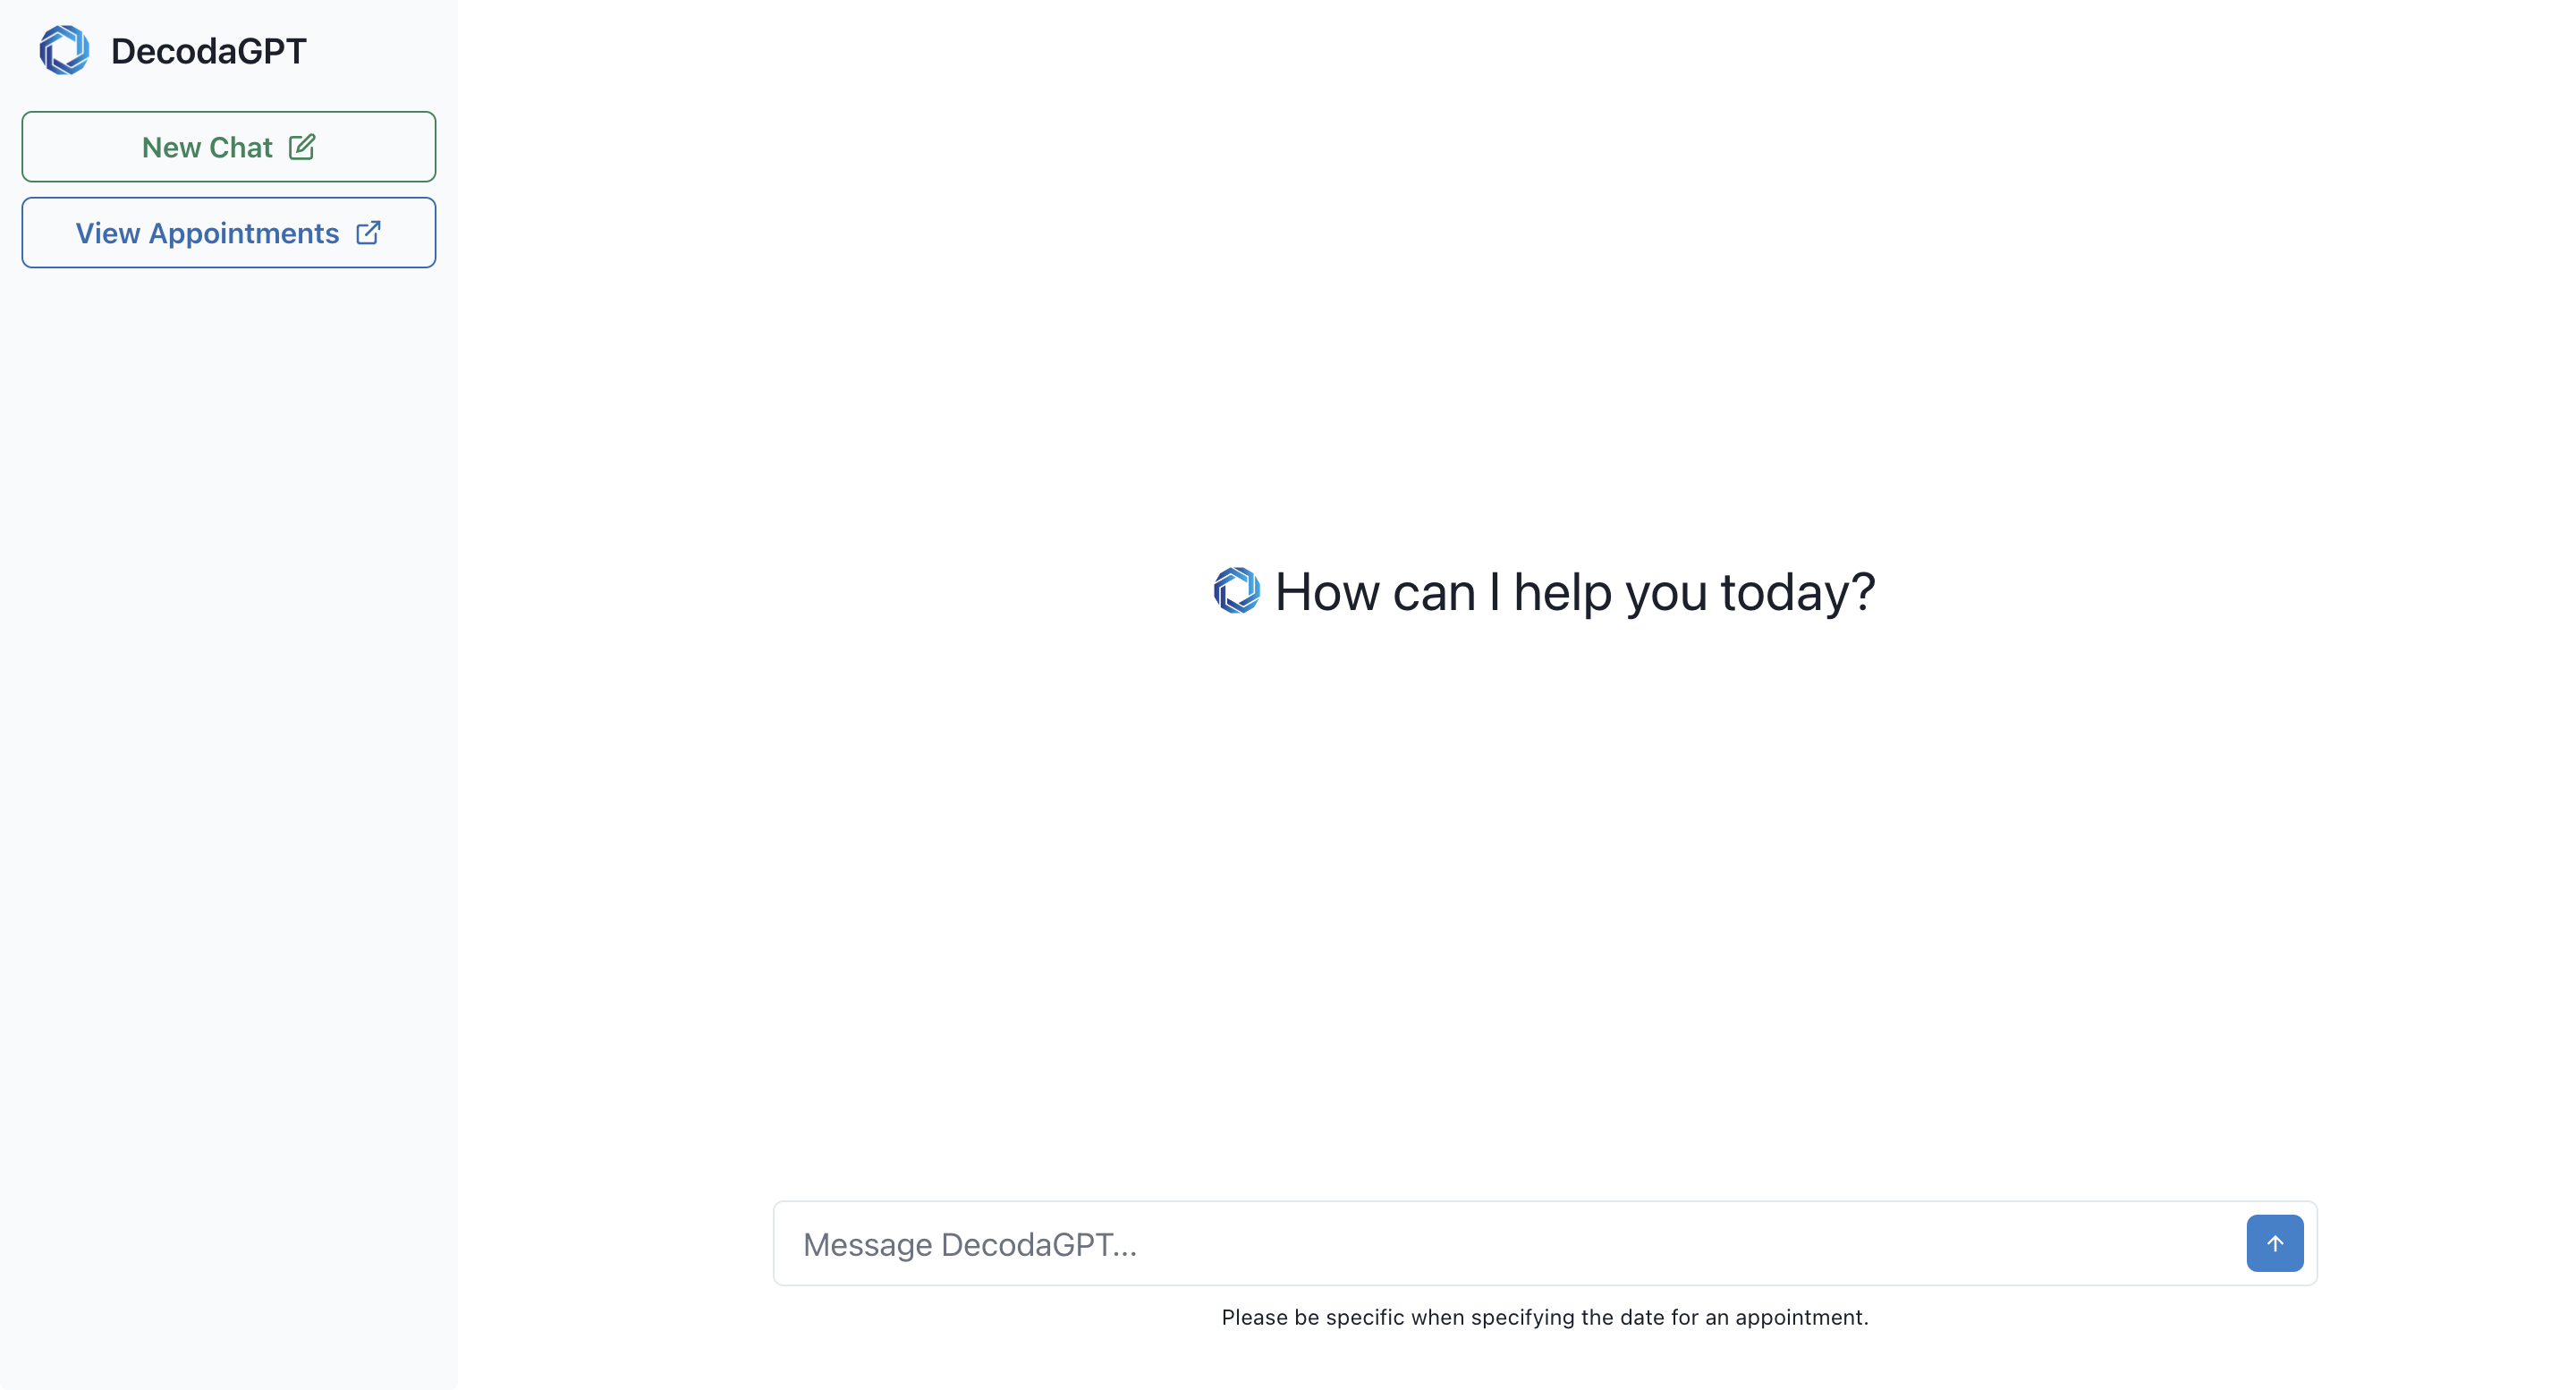 DecodaGPT
New Chat
View Appointments
How can I help you today?
Message DecodaGPT...
Please be specific when specifying the date for an appointment.